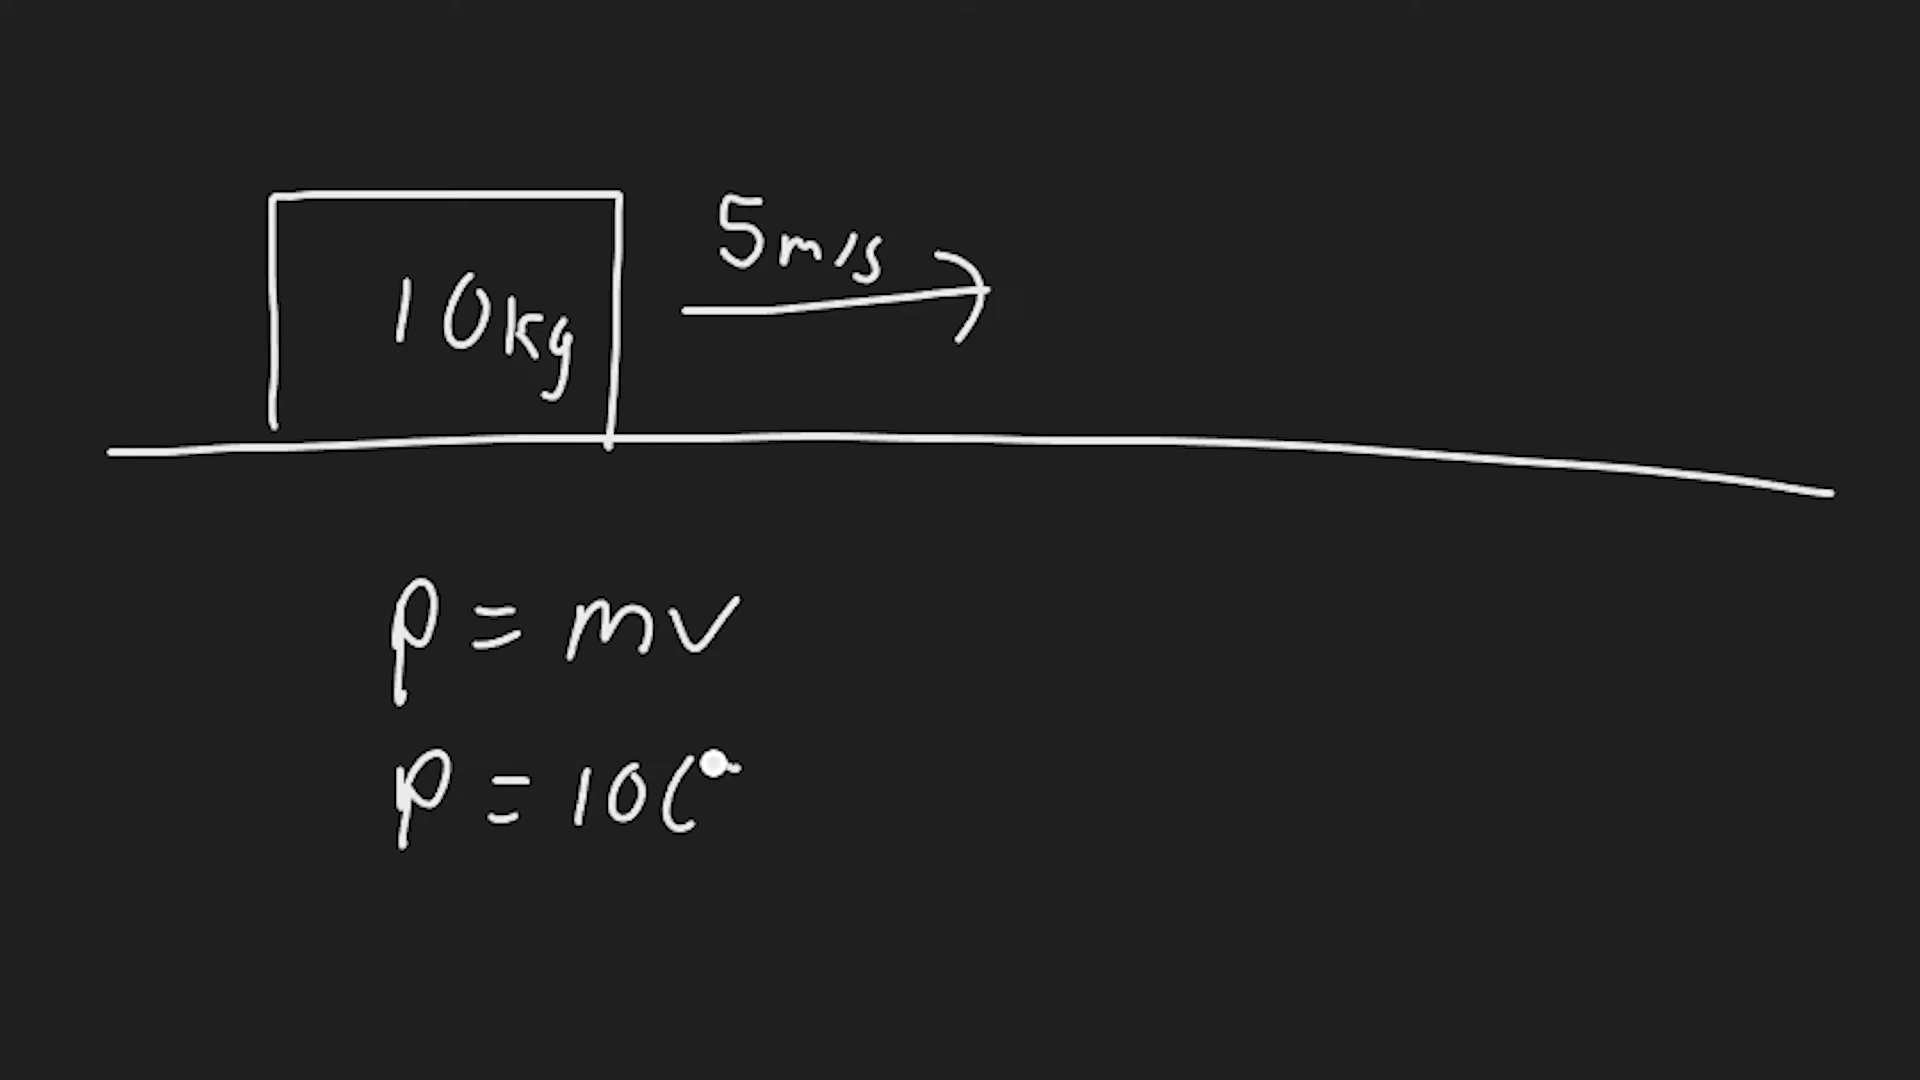 5m/s
10kg
p = mv
p = 10(